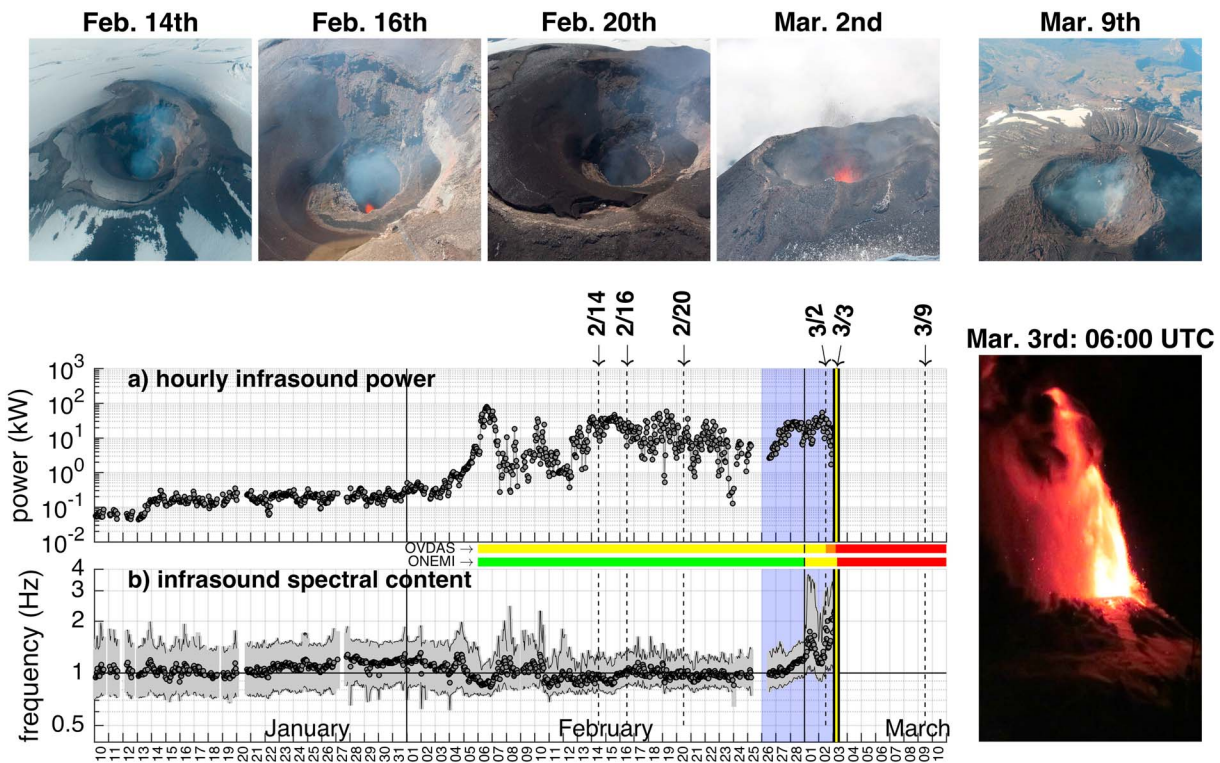 Feb. 14th
Feb. 16th
Feb. 20th
Mar. 2nd
Mar. 9th
2/14
2/16
2/20
3/2
3/3
3/9
Mar. 3rd: 06:00 UTC
a) hourly infrasound power
power (kW)
10³
10²
10¹
10⁰
10⁻¹
10⁻²
OVDAS →
ONEMI →
b) infrasound spectral content
frequency (Hz)
4
3
2
1
0.5
January
February
March
10 11 12 13 14 15 16 17 18 19 20 21 22 23 24 25 26 27 28 29 30 31 01 02 03 04 05 06 07 08 09 10 11 12 13 14 15 16 17 18 19 20 21 22 23 24 25 26 27 28 01 02 03 04 05 06 07 08 09 10